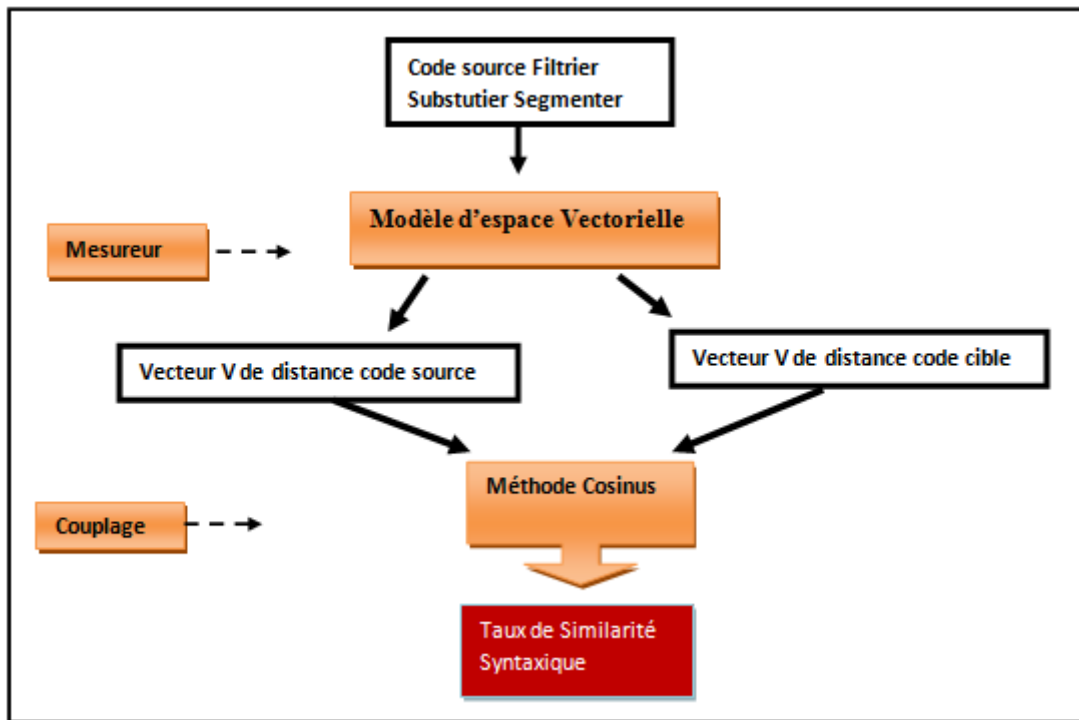 Code source Filtrier
Substutier Segmenter
Modèle d'espace Vectorielle
Mesureur
Vecteur V de distance code source
Vecteur V de distance code cible
Méthode Cosinus
Couplage
Taux de Similarité
Syntaxique